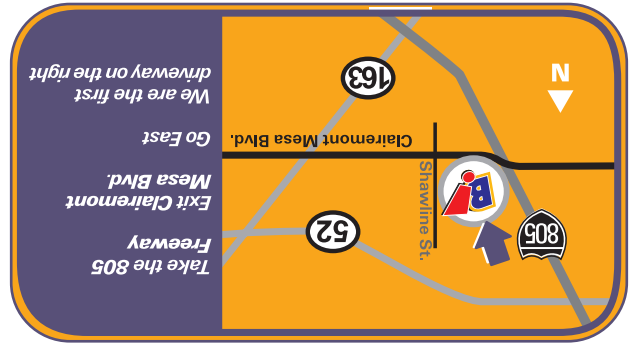 Take the 805
Freeway
Exit Clairemont
Mesa Blvd.
Go East
We are the first
driveway on the right
805
52
Shawline St.
B
Clairemont Mesa Blvd.
163
N